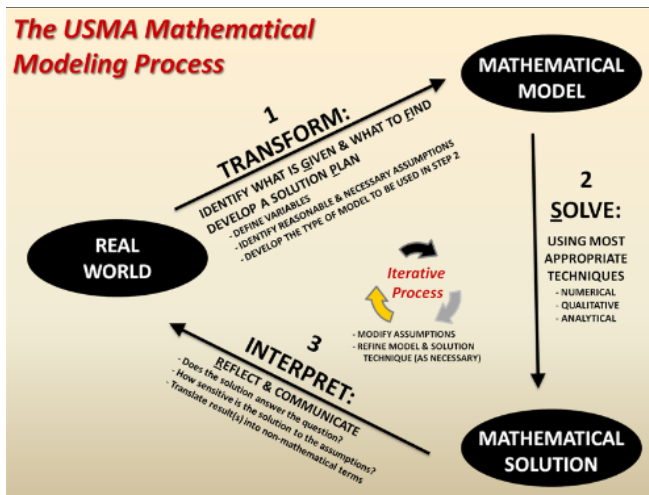 The USMA Mathematical
Modeling Process
MATHEMATICAL
MODEL
1
TRANSFORM:
IDENTIFY WHAT IS GIVEN & WHAT TO FIND
DEVELOP A SOLUTION PLAN
- DEFINE VARIABLES
- IDENTIFY REASONABLE & NECESSARY ASSUMPTIONS
- DEVELOP THE TYPE OF MODEL TO BE USED IN STEP 2
REAL
WORLD
2
SOLVE:
USING MOST
APPROPRIATE
TECHNIQUES
- NUMERICAL
- QUALITATIVE
- ANALYTICAL
Iterative
Process
- MODIFY ASSUMPTIONS
- REFINE MODEL & SOLUTION
TECHNIQUE (AS NECESSARY)
3
INTERPRET:
REFLECT & COMMUNICATE
- Does the solution answer the question?
- How sensitive is the solution to the assumptions?
- Translate result(s) into non-mathematical terms
MATHEMATICAL
SOLUTION